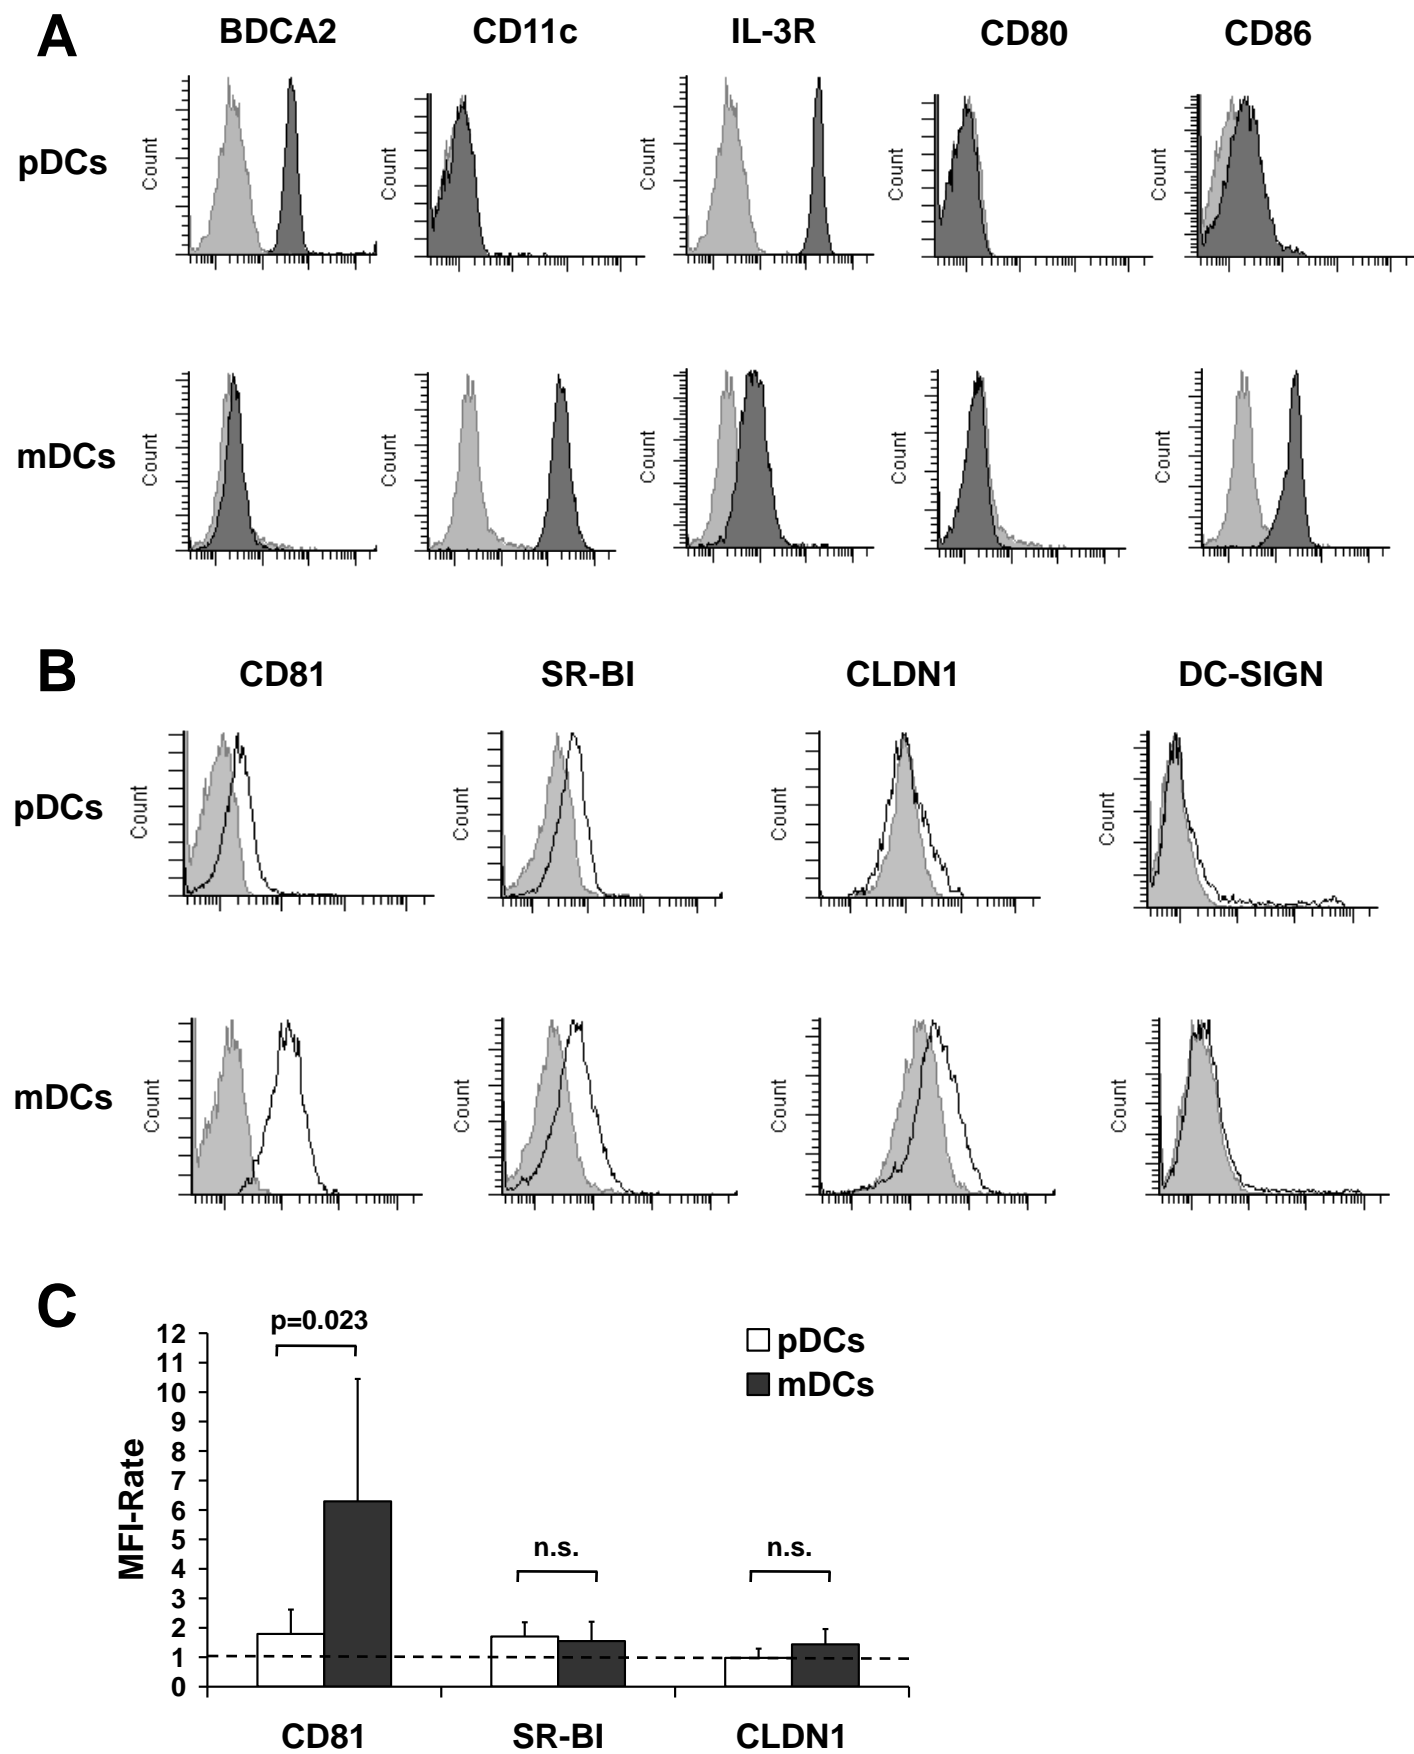 A
BDCA2 CD11c IL-3R CD80 CD86
pDCs
Count Count Count Count Count
mDCs
Count Count Count Count Count
B
CD81 SR-BI CLDN1 DC-SIGN
pDCs
Count Count Count Count
mDCs
Count Count Count Count
C
p=0.023
pDCs
mDCs
MFI-Rate
12
11
10
9
8
7
6
5
4
3
2
1
0
n.s. n.s.
CD81 SR-BI CLDN1